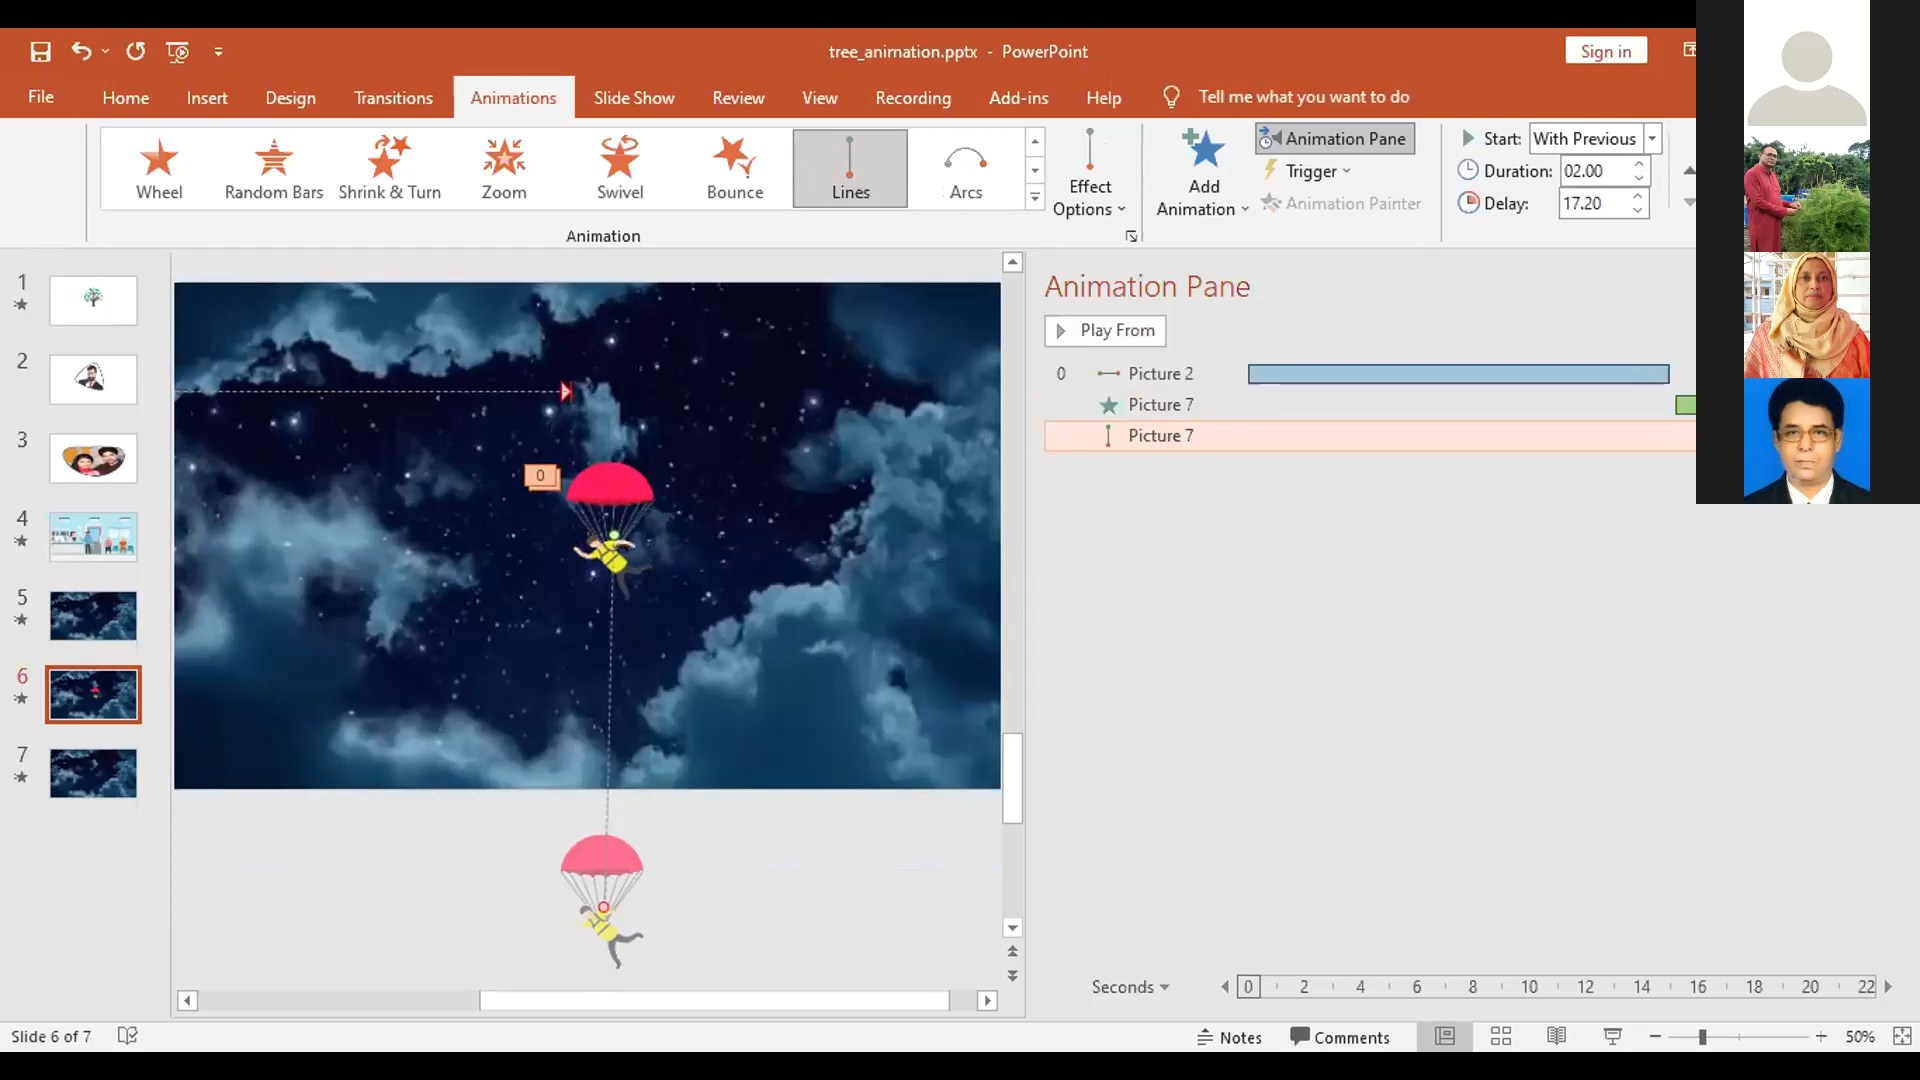 tree_animation.pptx - PowerPoint
Sign in
File Home Insert Design Transitions Animations Slide Show Review View Recording Add-ins Help Tell me what you want to do
Wheel Random Bars Shrink & Turn Zoom Swivel Bounce Lines Arcs
Effect Options
Add Animation
Animation Pane
Trigger
Animation Painter
Start: With Previous
Duration: 02.00
Delay: 17.20
Animation
1
2
3
4
5
6
7
0
Animation Pane
Play From
0 Picture 2
Picture 7
Picture 7
Seconds 0 2 4 6 8 10 12 14 16 18 20 22
Slide 6 of 7
Notes Comments 50%